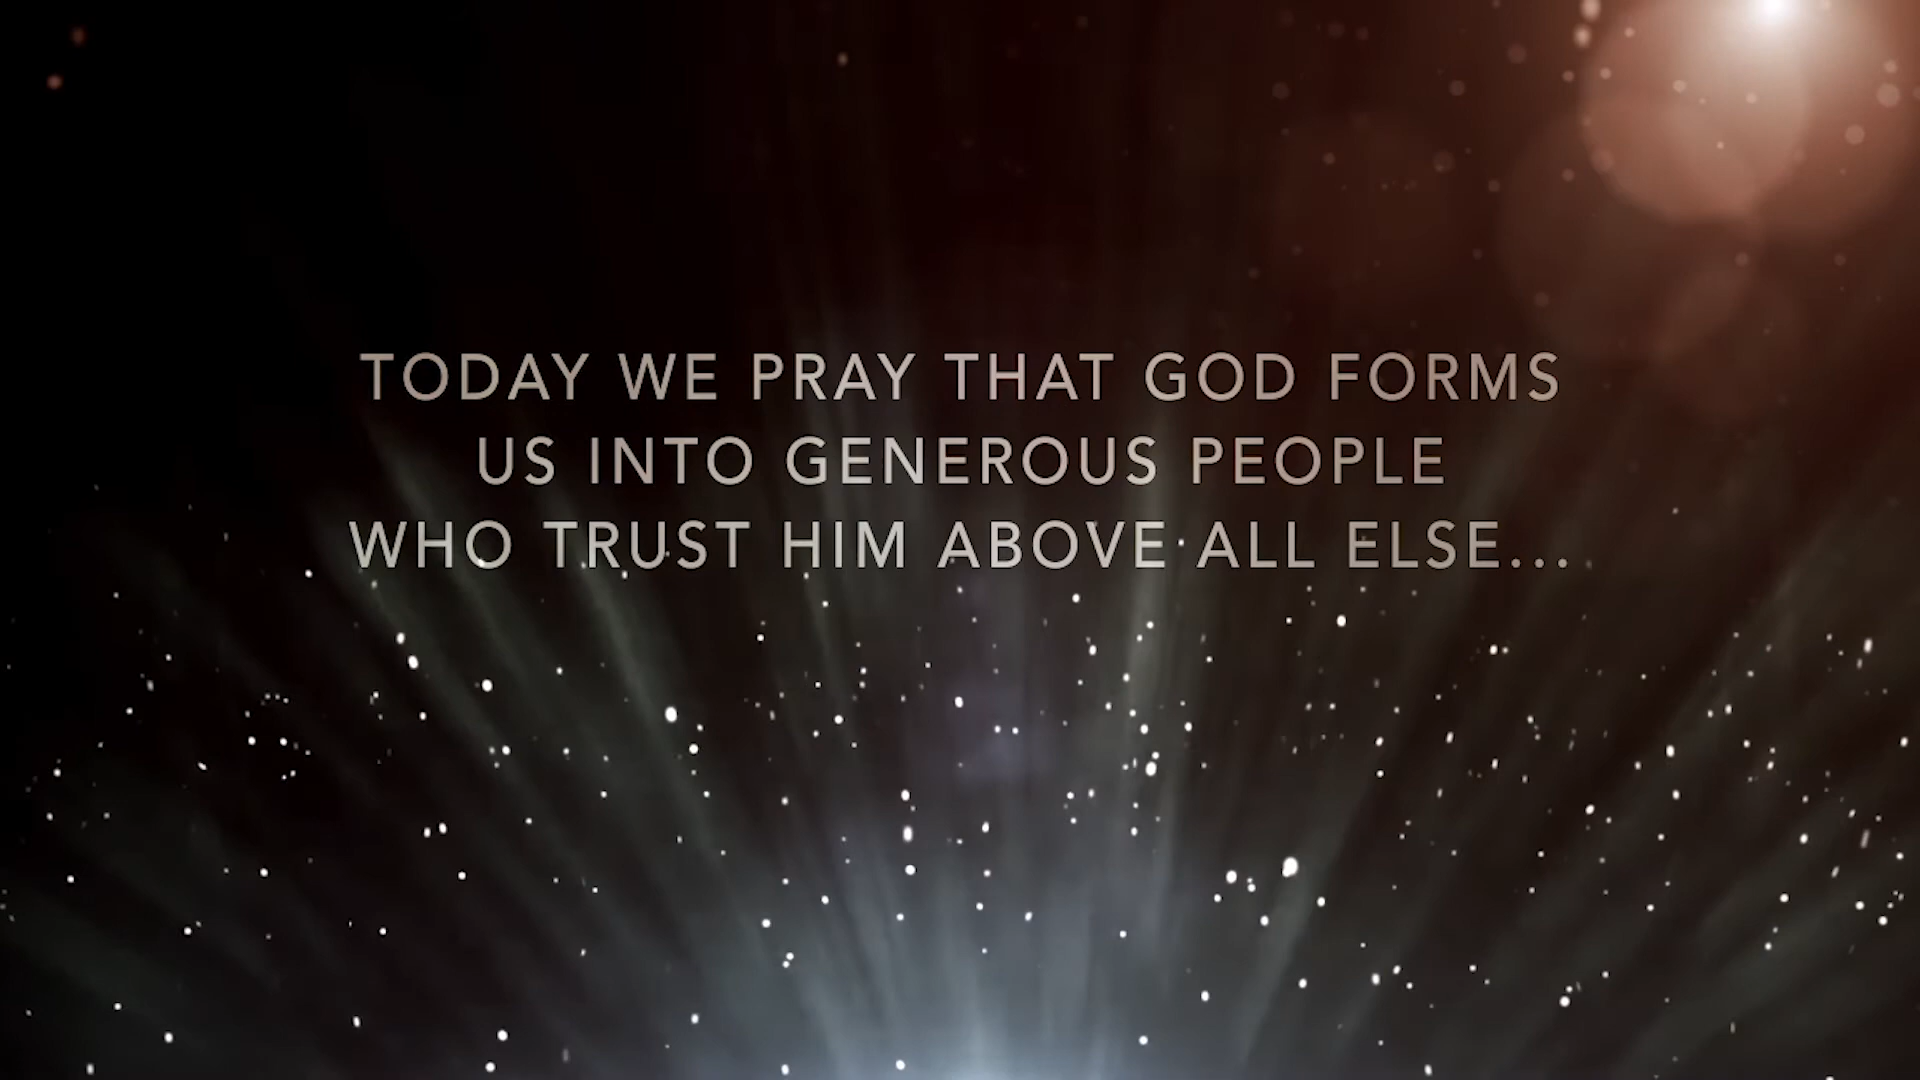 TODAY WE PRAY THAT GOD FORMS
US INTO GENEROUS PEOPLE
WHO TRUST HIM ABOVE ALL ELSE...